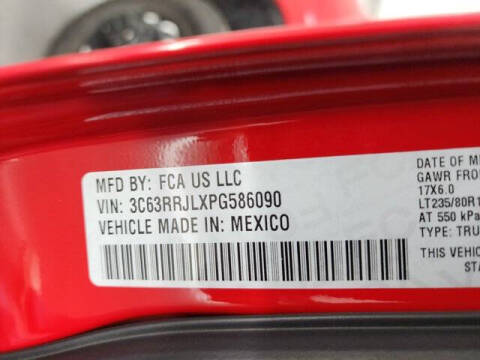 MFD BY: FCA US LLC
VIN: 3C63RRJLXPG586090
VEHICLE MADE IN: MEXICO
DATE OF M
GAWR FRO
17X6.0
LT235/80R1
AT 550 kPa
TYPE: TRU
THIS VEHIC
STA